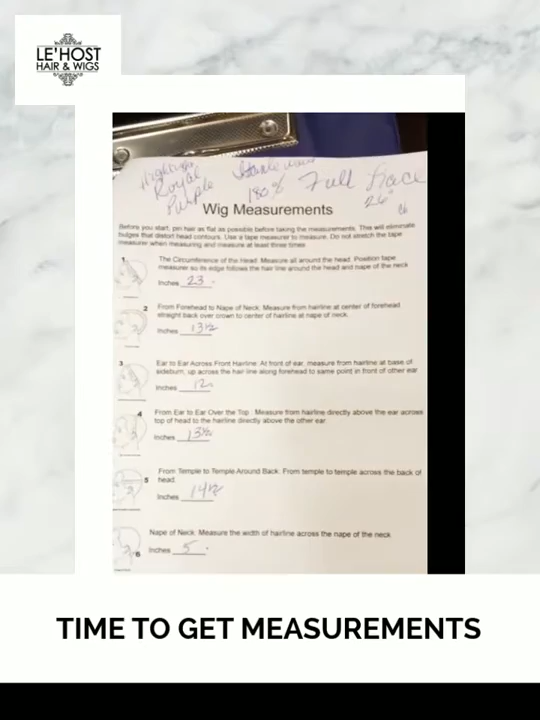 LE'HOST
HAIR & WIGS
Royal
Purple
180% Full Lace
26"
Wig Measurements
Before you start, pin hair as flat as possible before taking the measurements. This will eliminate
bulges that distort head contours. Use a tape measurer to measure. Do not stretch the tape
measurer when measuring and measure at least three times.
1
The Circumference of the Head: Measure all around the head. Position tape
measurer so its edge follows the hair line around the head and nape of the neck
Inches 23
2
From Forehead to Nape of Neck: Measure from hairline at center of forehead
straight back over crown to center of hairline at nape of neck.
Inches 13½
3
Ear to Ear Across Front Hairline: At front of ear, measure from hairline at base of
sideburn, up across the hair line along forehead to same point in front of other ear
Inches 12
4
From Ear to Ear Over the Top : Measure from hairline directly above the ear across
top of head to the hairline directly above the other ear
Inches 13½
5
From Temple to Temple Around Back: From temple to temple across the back of
head.
Inches 14½
Nape of Neck: Measure the width of hairline across the nape of the neck
6
Inches 5
TIME TO GET MEASUREMENTS